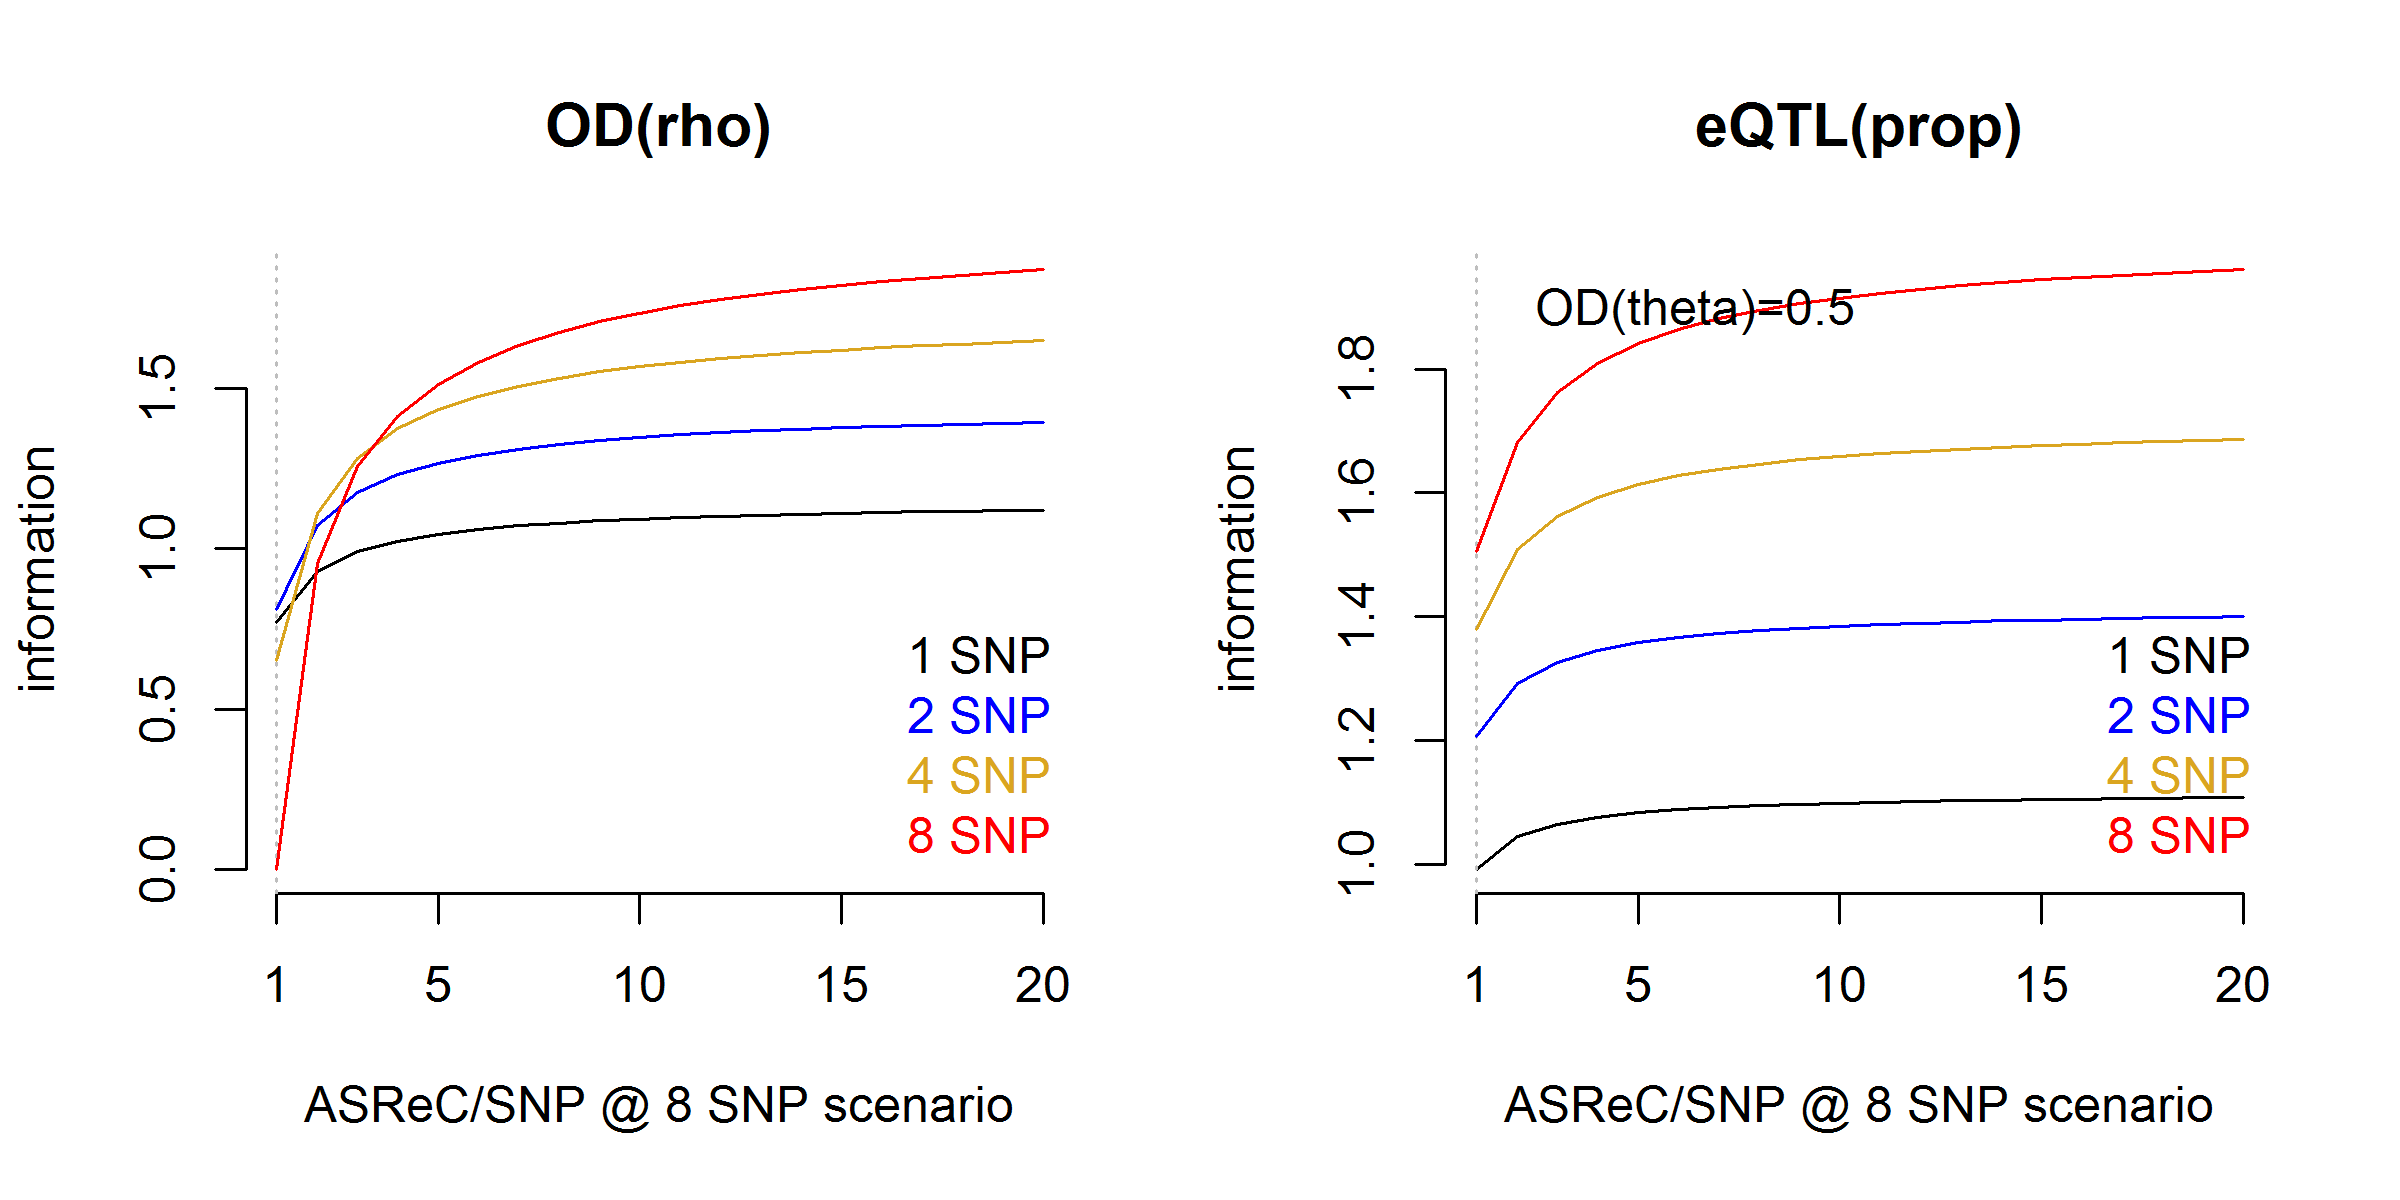 OD(rho)
information
0.0 0.5 1.0 1.5
1 SNP
2 SNP
4 SNP
8 SNP
1 5 10 15 20
ASReC/SNP @ 8 SNP scenario
eQTL(prop)
OD(theta)=0.5
information
1.0 1.2 1.4 1.6 1.8
1 SNP
2 SNP
4 SNP
8 SNP
1 5 10 15 20
ASReC/SNP @ 8 SNP scenario